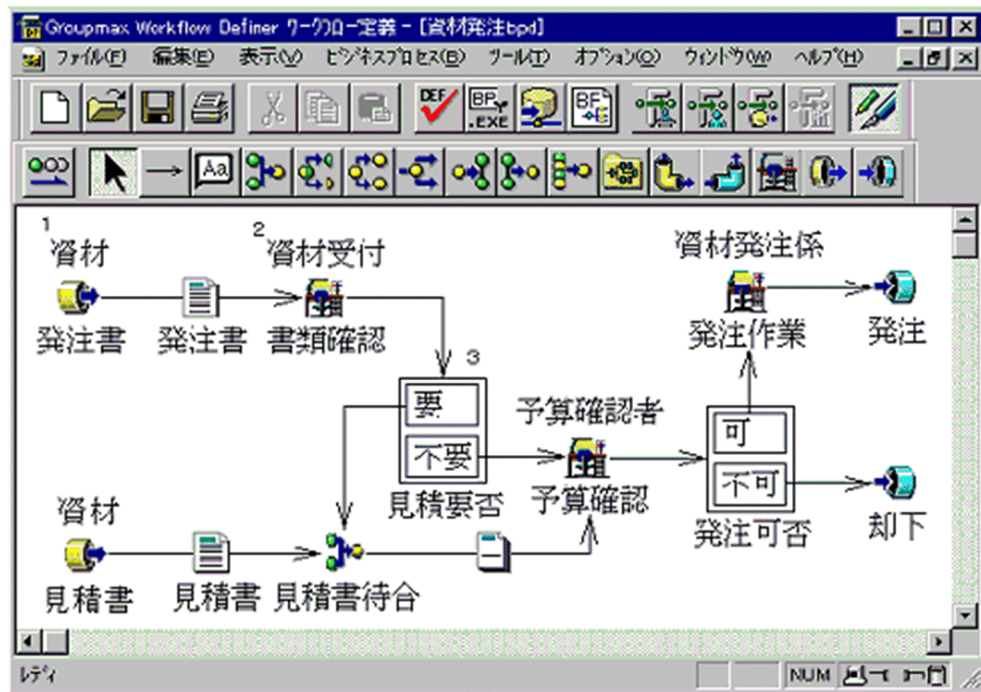 Groupmax Workflow Definer ワークフロー定義 - [資材発注bpd]
ファイル(F) 編集(E) 表示(V) ビジネスプロセス(B) ツール(T) オプション(O) ウィンドウ(W) ヘルプ(H)
DEF BP .EXE BF
Aa
1
資材
発注書
発注書
2
資材受付
書類確認
3
要
不要
見積要否
資材
見積書
見積書
見積書待合
予算確認者
予算確認
可
不可
発注可否
資材発注係
発注作業
発注
却下
レディ
NUM